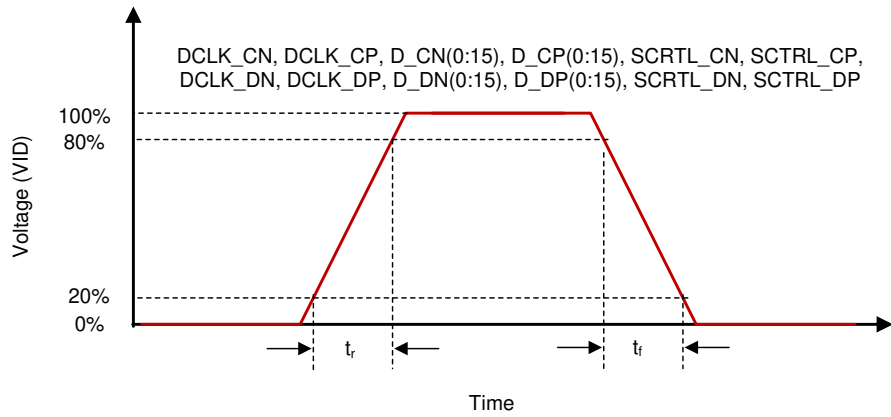 DCLK_CN, DCLK_CP, D_CN(0:15), D_CP(0:15), SCRTL_CN, SCTRL_CP,
DCLK_DN, DCLK_DP, D_DN(0:15), D_DP(0:15), SCRTL_DN, SCTRL_DP
100%
80%
Voltage (VID)
20%
0%
tr
tf
Time